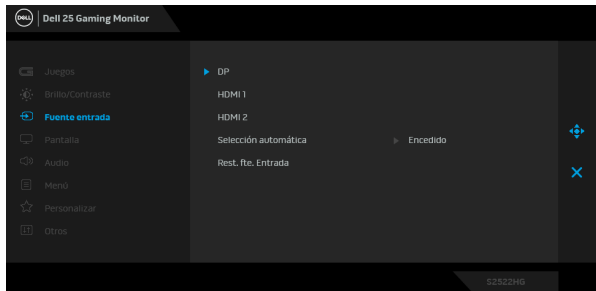 DELL
Dell 25 Gaming Monitor
Juegos
Brillo/Contraste
Fuente entrada
Pantalla
Audio
Menú
Personalizar
Otros
DP
HDMI 1
HDMI 2
Selección automática
Encedido
Rest. fte. Entrada
S2522HG